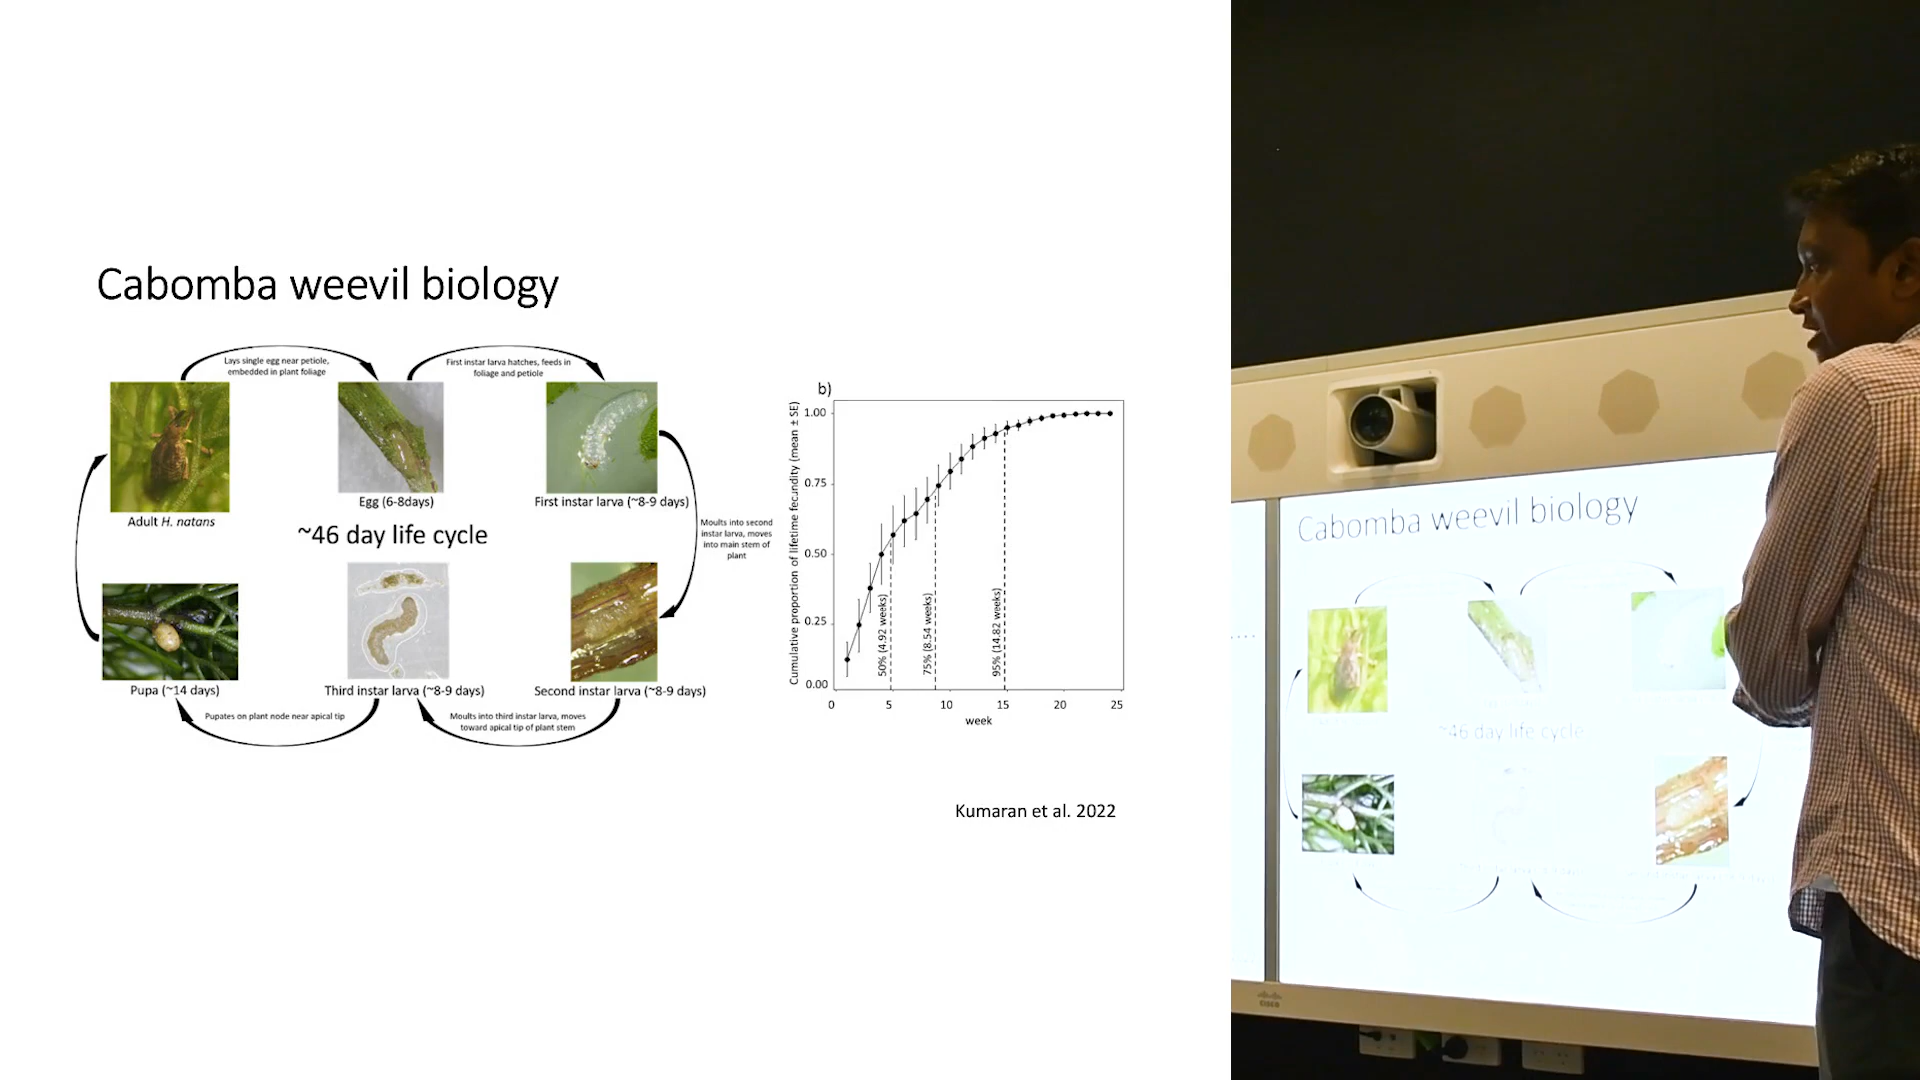 Cabomba weevil biology
Lays single egg near petiole,
embedded in plant foliage
First instar larva hatches, feeds in
foliage and petiole
Adult H. natans
Egg (6-8days)
First instar larva (~8-9 days)
~46 day life cycle
Moults into second
instar larva, moves
into main stem of
plant
Pupa (~14 days)
Third instar larva (~8-9 days)
Second instar larva (~8-9 days)
Pupates on plant node near apical tip
Moults into third instar larva, moves
toward apical tip of plant stem
b)
Cumulative proportion of lifetime fecundity (mean ± SE)
1.00
0.75
0.50
0.25
0.00
50% (4.92 weeks)
75% (8.54 weeks)
95% (14.82 weeks)
0 5 10 15 20 25
week
Kumaran et al. 2022
Cabomba weevil biology
~46 day life cycle
CISCO